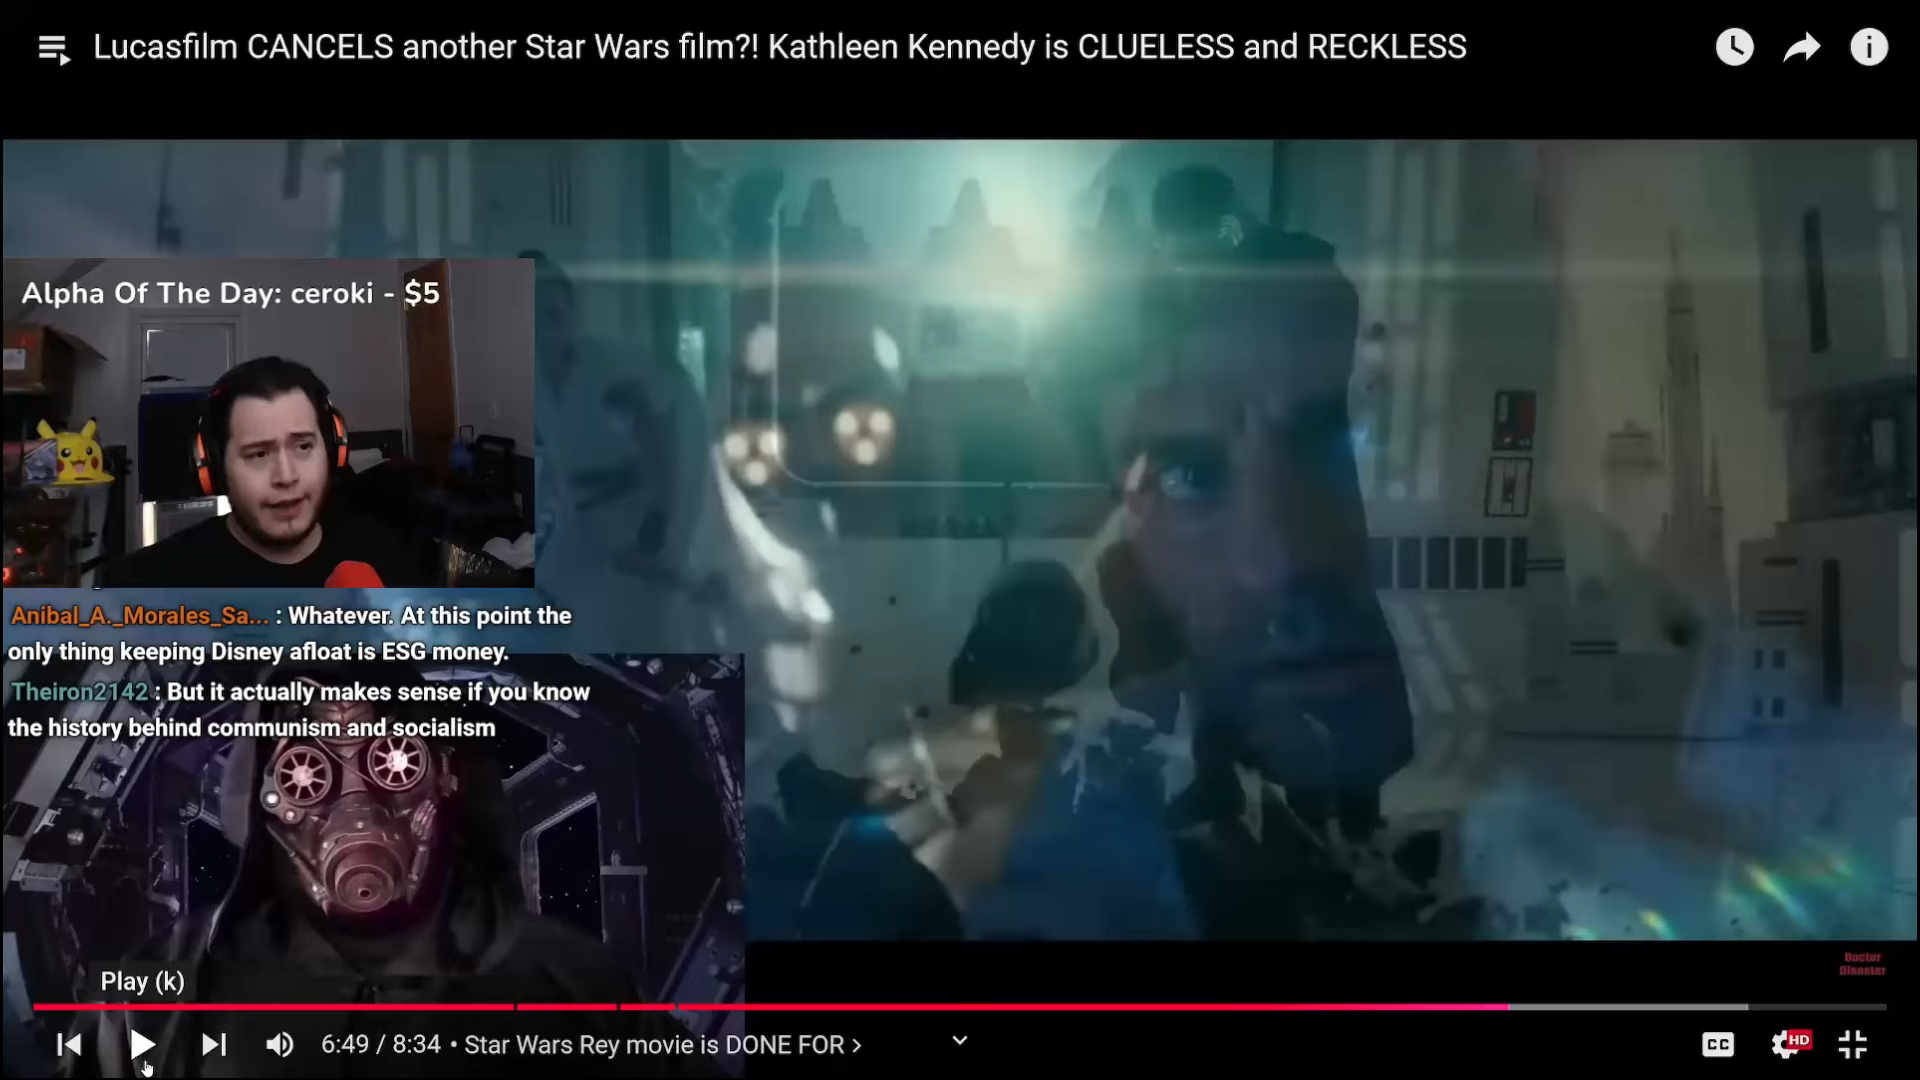 Lucasfilm CANCELS another Star Wars film?! Kathleen Kennedy is CLUELESS and RECKLESS
Alpha Of The Day: ceroki - $5
Anibal_A._Morales_Sa... : Whatever. At this point the
only thing keeping Disney afloat is ESG money.
Theiron2142 : But it actually makes sense if you know
the history behind communism and socialism
Doctor
Disaster
Play (k)
6:49 / 8:34 • Star Wars Rey movie is DONE FOR >
CC
HD